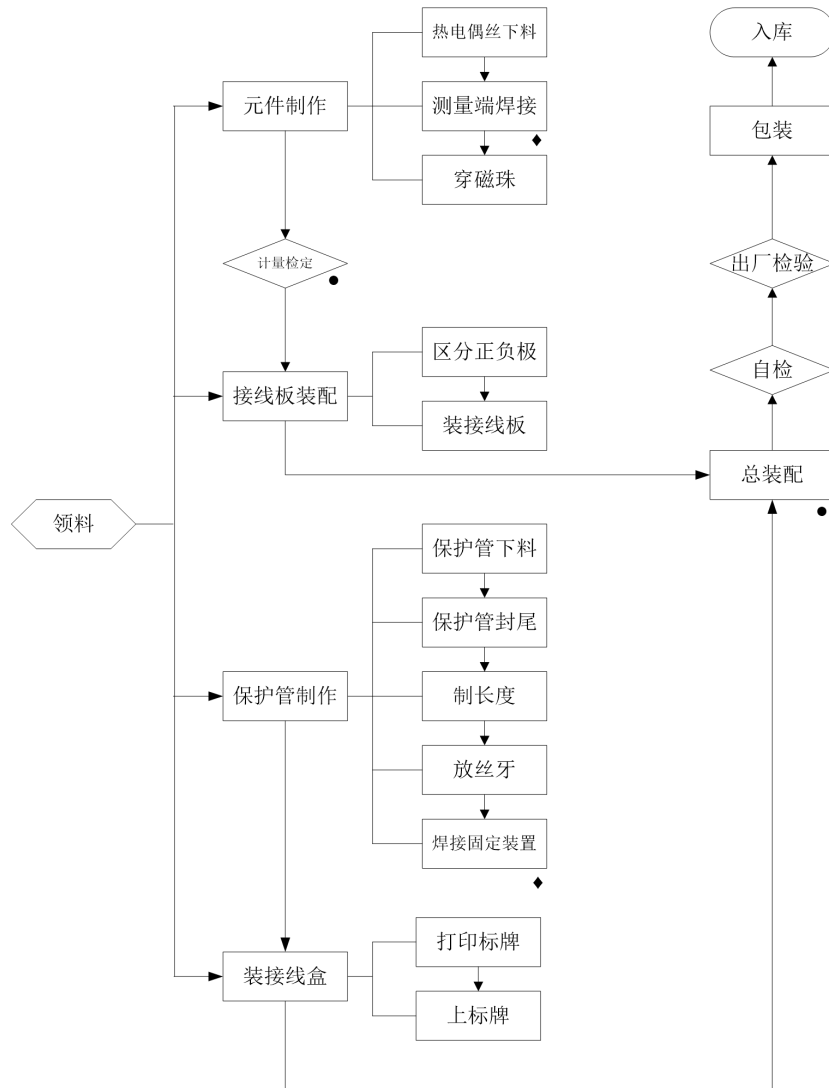 热电偶丝下料
入库
元件制作
测量端焊接
包装
穿磁珠
计量检定
出厂检验
区分正负极
自检
接线板装配
装接线板
总装配
领料
保护管下料
保护管封尾
保护管制作
制长度
放丝牙
焊接固定装置
打印标牌
装接线盒
上标牌